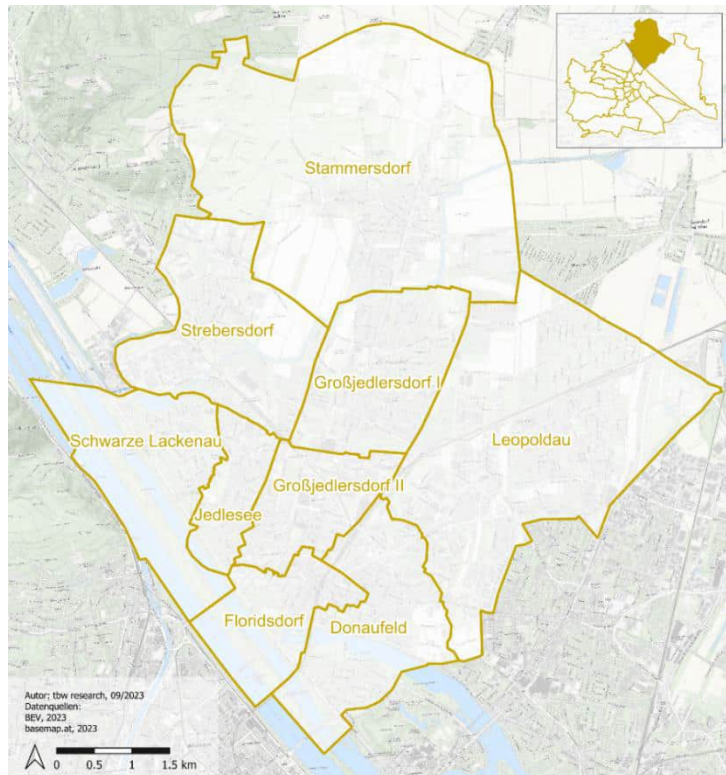 Stammersdorf
Strebersdorf
Großjedlersdorf I
Schwarze Lackenau
Leopoldau
Großjedlersdorf II
Jedlesee
Floridsdorf
Donaufeld
Autor: tbw research, 09/2023
Datenquellen:
BEV, 2023
basemap.at, 2023
0 0.5 1 1.5 km